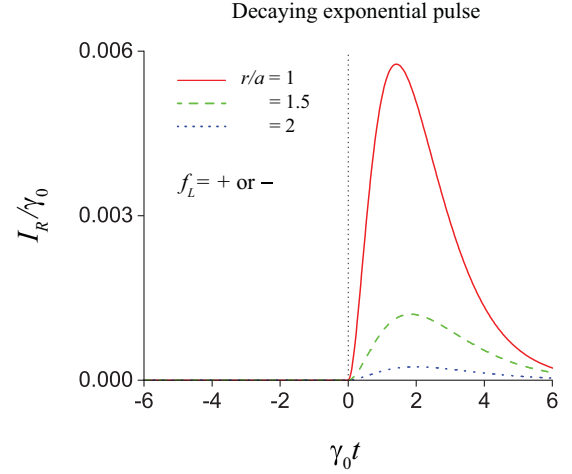 Decaying exponential pulse
0.006
r/a = 1
= 1.5
= 2
f_L = + or −
0.003
I_R/γ_0
0.000
-6 -4 -2 0 2 4 6
γ_0 t